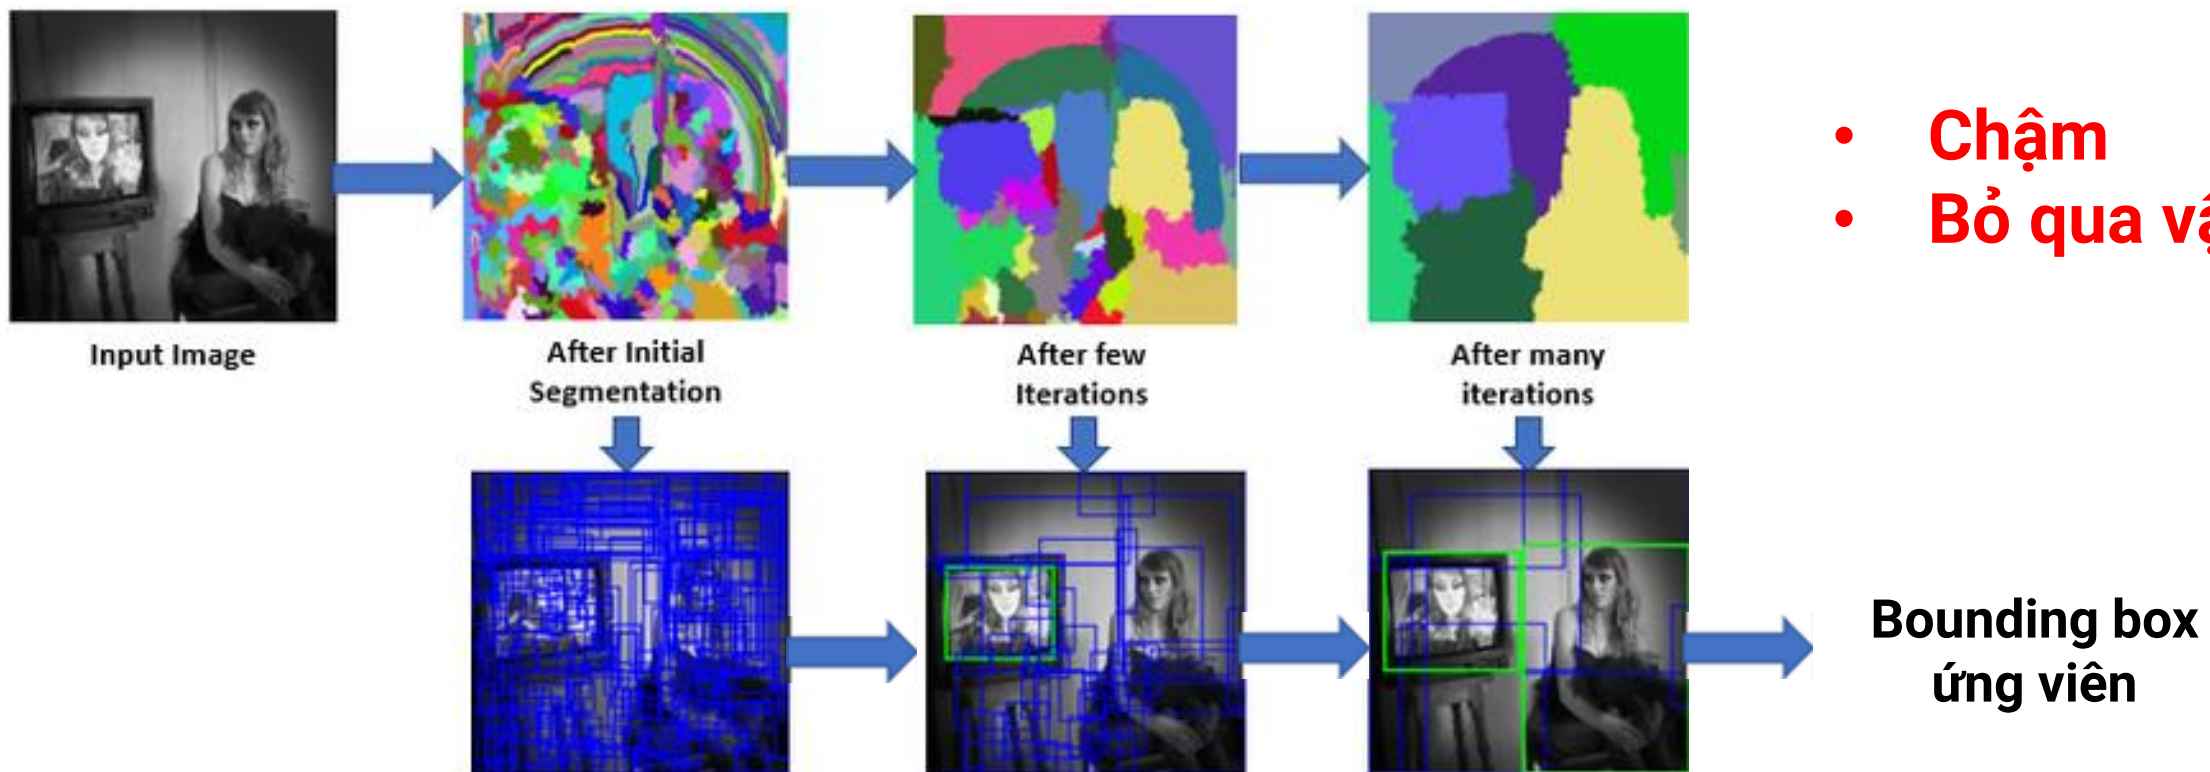 Input Image
After Initial
Segmentation
After few
Iterations
After many
iterations
• Chậm
• Bỏ qua
Bounding box
ứng viên